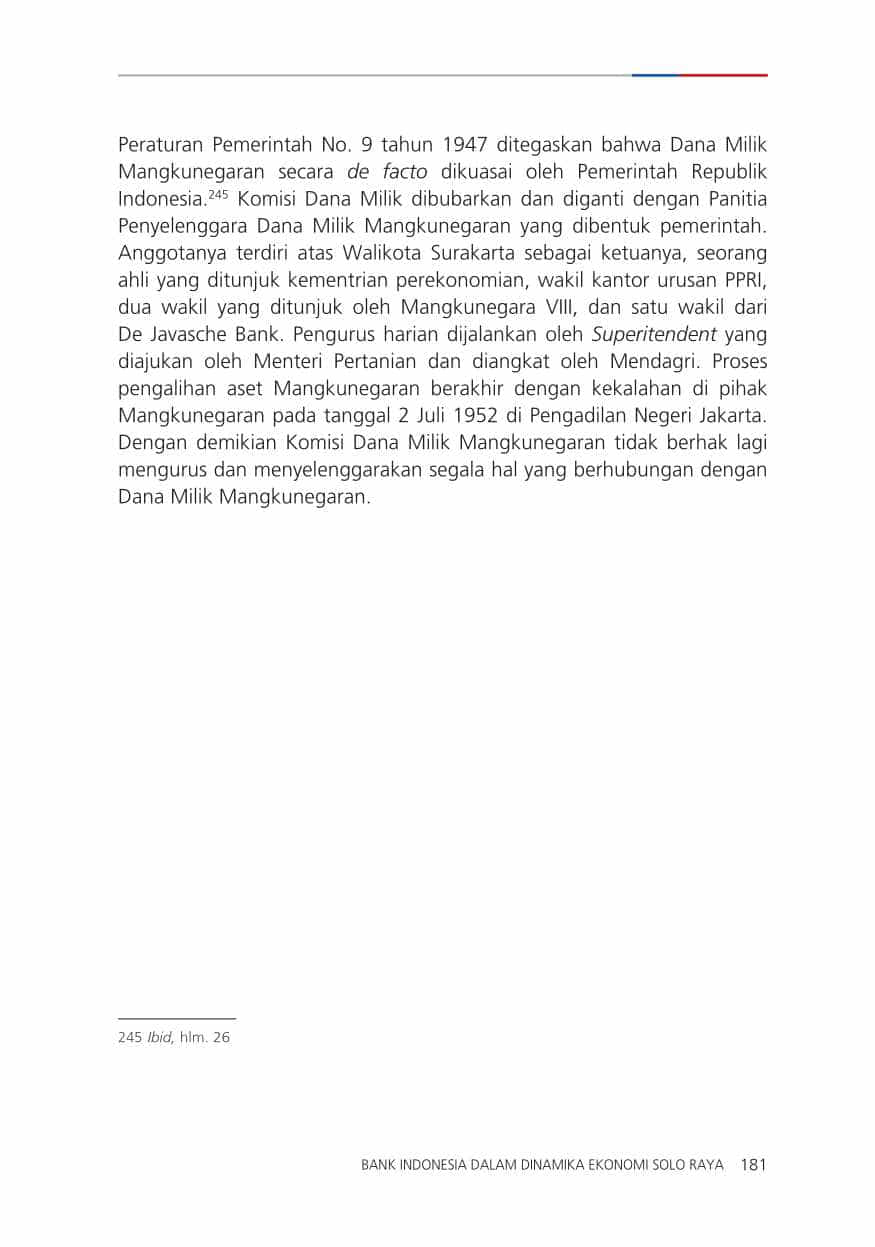 Peraturan Pemerintah No. 9 tahun 1947 ditegaskan bahwa Dana Milik
Mangkunegaran secara de facto dikuasai oleh Pemerintah Republik
Indonesia.245 Komisi Dana Milik dibubarkan dan diganti dengan Panitia
Penyelenggara Dana Milik Mangkunegaran yang dibentuk pemerintah.
Anggotanya terdiri atas Walikota Surakarta sebagai ketuanya, seorang
ahli yang ditunjuk kementrian perekonomian, wakil kantor urusan PPRI,
dua wakil yang ditunjuk oleh Mangkunegara VIII, dan satu wakil dari
De Javasche Bank. Pengurus harian dijalankan oleh Superitendent yang
diajukan oleh Menteri Pertanian dan diangkat oleh Mendagri. Proses
pengalihan aset Mangkunegaran berakhir dengan kekalahan di pihak
Mangkunegaran pada tanggal 2 Juli 1952 di Pengadilan Negeri Jakarta.
Dengan demikian Komisi Dana Milik Mangkunegaran tidak berhak lagi
mengurus dan menyelenggarakan segala hal yang berhubungan dengan
Dana Milik Mangkunegaran.
245 Ibid, hlm. 26
BANK INDONESIA DALAM DINAMIKA EKONOMI SOLO RAYA 181